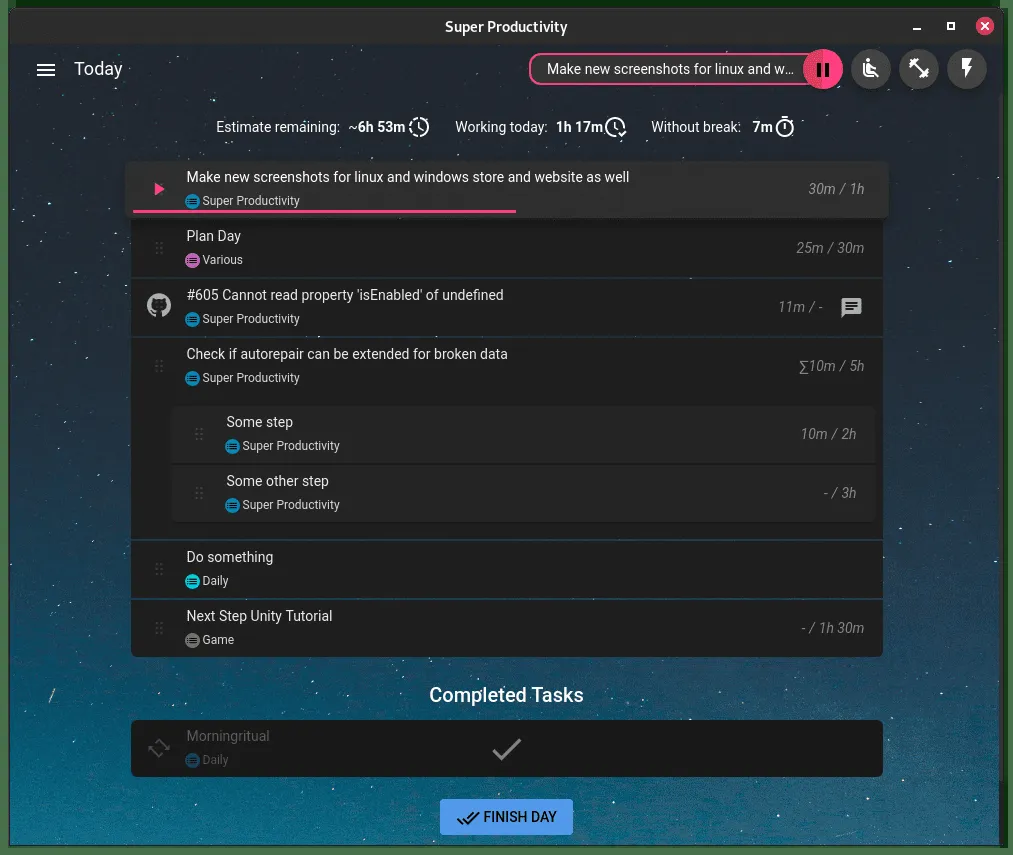 Super Productivity
Today
Make new screenshots for linux and w...
Estimate remaining: ~6h 53m Working today: 1h 17m Without break: 7m
Make new screenshots for linux and windows store and website as well
30m / 1h
Super Productivity
Plan Day
25m / 30m
Various
#605 Cannot read property 'isEnabled' of undefined
11m / -
Super Productivity
Check if autorepair can be extended for broken data
∑10m / 5h
Super Productivity
Some step
10m / 2h
Super Productivity
Some other step
- / 3h
Super Productivity
Do something
Daily
Next Step Unity Tutorial
- / 1h 30m
Game
Completed Tasks
Morningritual
Daily
FINISH DAY